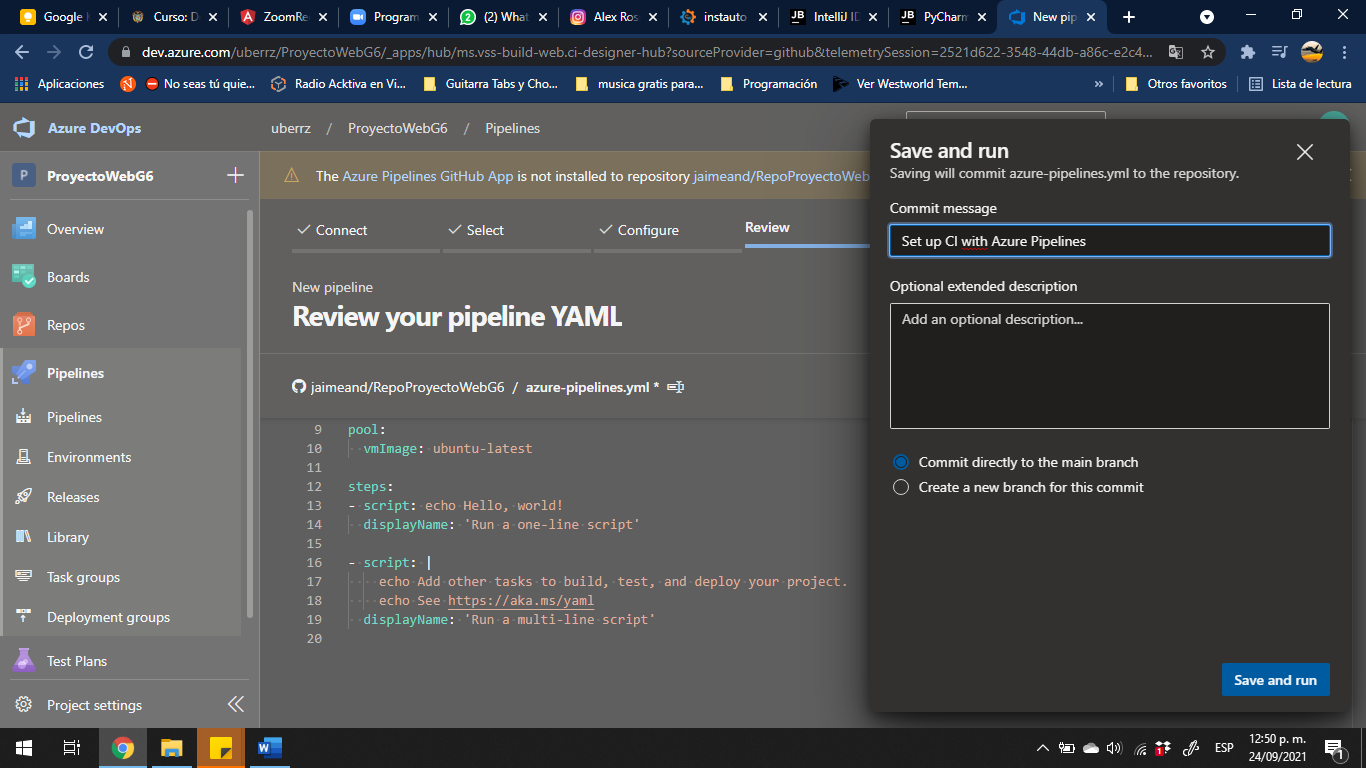 Google
Curso: D
ZoomRe
Program
(2) What
Alex Ros
instauto
IntelliJ ID
PyCharm
New pip
dev.azure.com/uberrz/ProyectoWebG6/_apps/hub/ms.vss-build-web.ci-designer-hub?sourceProvider=github&telemetrySession=2521d622-3548-44db-a86c-e2c4...
Aplicaciones
No seas tú quie...
Radio Acktiva en Vi...
Guitarra Tabs y Cho...
musica gratis para...
Programación
Ver Westworld Tem...
»
Otros favoritos
Lista de lectura
Azure DevOps
uberrz / ProyectoWebG6 / Pipelines
P ProyectoWebG6
The Azure Pipelines GitHub App is not installed to repository jaimeand/RepoProyectoWeb
Connect
Select
Configure
Review
New pipeline
Review your pipeline YAML
jaimeand/RepoProyectoWebG6 / azure-pipelines.yml *
9 pool:
10 vmImage: ubuntu-latest
11
12 steps:
13 - script: echo Hello, world!
14 displayName: 'Run a one-line script'
15
16 - script: |
17 echo Add other tasks to build, test, and deploy your project.
18 echo See https://aka.ms/yaml
19 displayName: 'Run a multi-line script'
20
Overview
Boards
Repos
Pipelines
Pipelines
Environments
Releases
Library
Task groups
Deployment groups
Test Plans
Project settings
Save and run
Saving will commit azure-pipelines.yml to the repository.
Commit message
Set up CI with Azure Pipelines
Optional extended description
Add an optional description...
Commit directly to the main branch
Create a new branch for this commit
Save and run
ESP
12:50 p. m.
24/09/2021
1